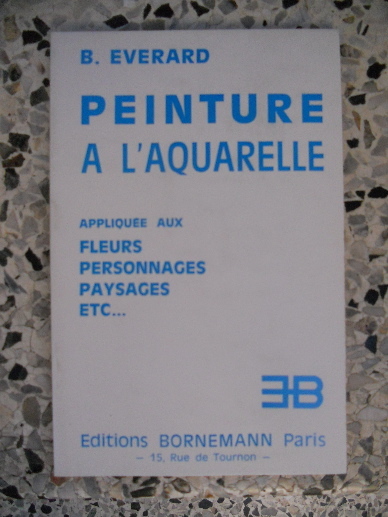 B. EVERARD
PEINTURE
A L'AQUARELLE
APPLIQUÉE AUX
FLEURS
PERSONNAGES
PAYSAGES
ETC...
EB
Editions BORNEMANN Paris
– 15, Rue de Tournon –